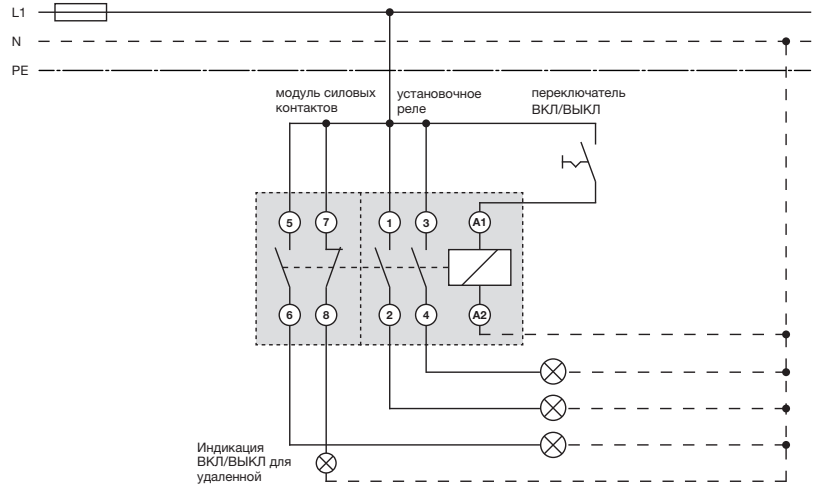 L1
N
PE
модуль силовых
контактов
установочное
реле
переключатель
ВКЛ/ВЫКЛ
5 7 1 3 A1
6 8 2 4 A2
Индикация
ВКЛ/ВЫКЛ для
удаленной